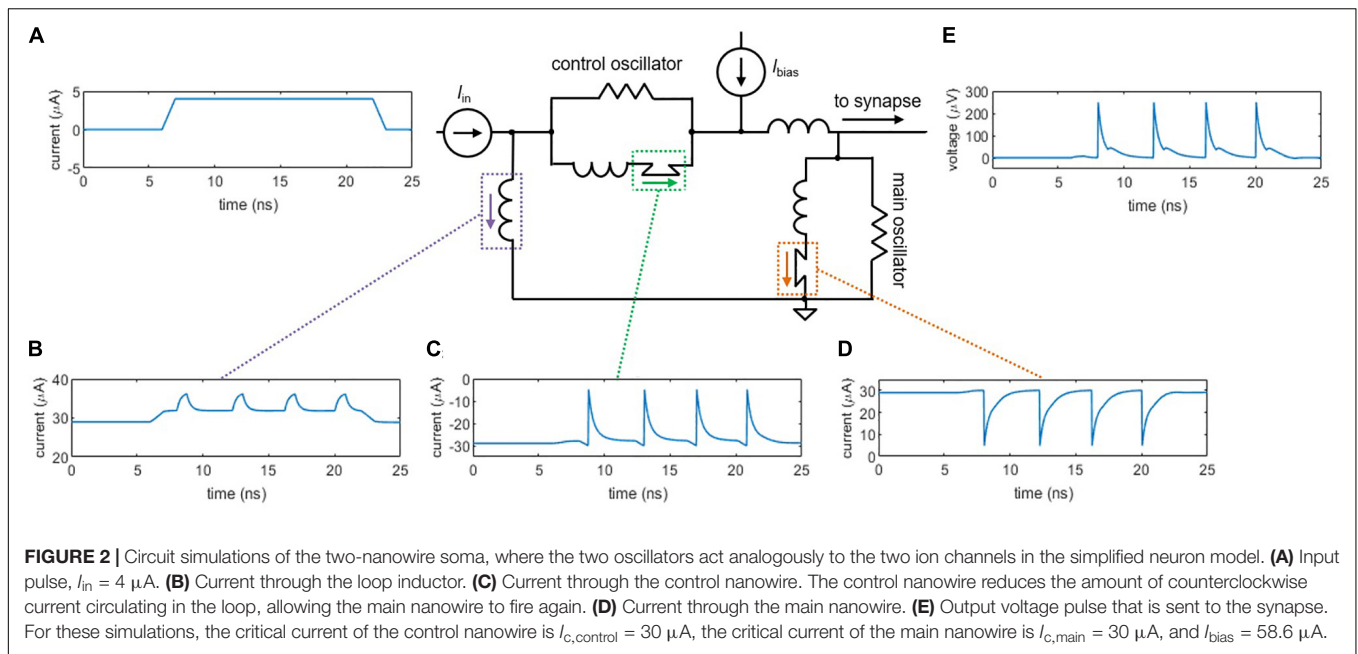 A
current (µA)
5
0
-5
0 5 10 15 20 25
time (ns)
I_in
control oscillator
I_bias
to synapse
main oscillator
E
voltage (µV)
300
200
100
0
0 5 10 15 20 25
time (ns)
B
current (µA)
40
30
20
0 5 10 15 20 25
time (ns)
C
current (µA)
0
-10
-20
-30
0 5 10 15 20 25
time (ns)
D
current (µA)
30
20
10
0
0 5 10 15 20 25
time (ns)
FIGURE 2 | Circuit simulations of the two-nanowire soma, where the two oscillators act analogously to the two ion channels in the simplified neuron model. (A) Input
pulse, I_in = 4 µA. (B) Current through the loop inductor. (C) Current through the control nanowire. The control nanowire reduces the amount of counterclockwise
current circulating in the loop, allowing the main nanowire to fire again. (D) Current through the main nanowire. (E) Output voltage pulse that is sent to the synapse.
For these simulations, the critical current of the control nanowire is I_c,control = 30 µA, the critical current of the main nanowire is I_c,main = 30 µA, and I_bias = 58.6 µA.